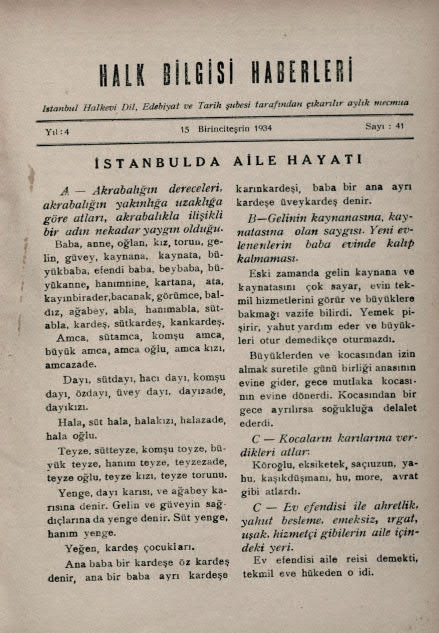 HALK BİLGİSİ HABERLERİ
Istanbul Halkevi Dil, Edebiyat ve Tarih şubesi tarafından çıkarılır aylık mecmua
Yıl : 4
15 Birinciteşrin 1934
Sayı : 41
İSTANBULDA AİLE HAYATI
A — Akrabalığın dereceleri,
akrabalığın yakınlığa uzaklığa
göre atları, akrabalıkla ilişikli
bir adın nekadar yaygın olduğu.
Baba, anne, oğlan, kız, torun, ge-
lin, güvey, kaynana, kaynata, bü-
yükbaba, efendi baba, beybaba, bü-
yükanne, hanımnine, kartana, ata,
kayınbirader,bacanak, görümce, bal-
dız, ağabey, abla, hanımabla, süt-
abla, kardeş, sütkardeş, kankardeş.
Amca, sütamca, komşu amca,
büyük amca, amca oğlu, amca kızı,
amcazade.
Dayı, sütdayı, hacı dayı, komşu
dayı, özdayı, üvey dayı, dayızade,
dayıkızı.
Hala, süt hala, halakızı, halazade,
hala oğlu.
Teyze, sütteyze, komşu toyze, bü-
yük teyze, hanım teyze, teyzezade,
teyze oğlu, teyze kızı, teyze torunu.
Yenge, dayı karısı, ve ağabey ka-
rısına denir. Gelin ve güveyin sağ-
dıçlarına da yenge denir. Süt yenge,
hanım yenge.
Yeğen, kardeş çocukları.
Ana baba bir kardeşe öz kardeş
denir, ana bir baba ayrı kardeşe
karınkardeşi, baba bir ana ayrı
kardeşe üveykardeş denir.
B—Gelinin kaynanasına, kay-
natasına olan saygısı. Yeni ev-
lenenlerin baba evinde kalıp
kalmaması.
Eski zamanda gelin kaynana ve
kaynatasını çok sayar, evin tek-
mil hizmetlerini görür ve büyüklere
bakmağı vazife bilirdi. Yemek pi-
şirir, yahut yardım eder ve büyük-
leri otur demedikçe oturmazdı.
Büyüklerden ve kocasından izin
almak suretile günü birliği anasının
evine gider, gece mutlaka kocası-
nın evine dönerdi. Kocasından bir
gece ayrılırsa soğukluğa delalet
ederdi.
C — Kocaların karılarına ver-
dikleri atlar:
Köroğlu, eksiketek, saçıuzun, ya-
hu, kaşıkdüşmanı, hu, more, avrat
gibi atlardı.
C — Ev efendisi ile ahretlik,
yahut besleme, emeksiz, ırgat,
uşak, hizmetçi gibilerin aile için-
deki yeri.
Ev efendisi aile reisi demekti,
tekmil eve hükeden o idi.